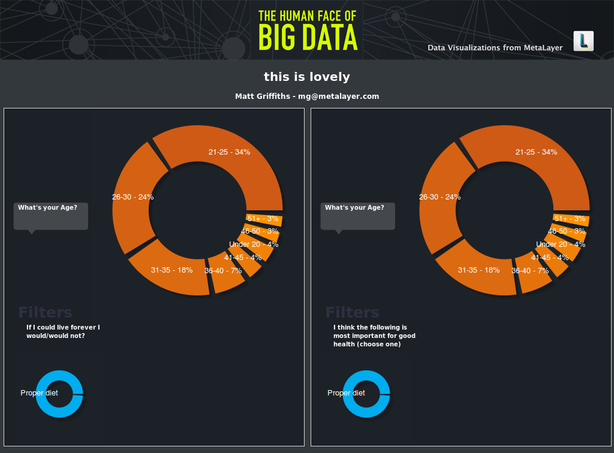 THE HUMAN FACE OF
BIG DATA
Data Visualizations from MetaLayer
L
this is lovely
Matt Griffiths - mg@metalayer.com
21-25 - 34%
26-30 - 24%
What's your Age?
51+ - 3%
46-50 - 3%
Under 20 - 4%
41-45 - 4%
31-35 - 18%
36-40 - 7%
Filters
If I could live forever I
would/would not?
Proper diet
21-25 - 34%
26-30 - 24%
What's your Age?
51+ - 3%
46-50 - 3%
Under 20 - 4%
41-45 - 4%
31-35 - 18%
36-40 - 7%
Filters
I think the following is
most important for good
health (choose one)
Proper diet